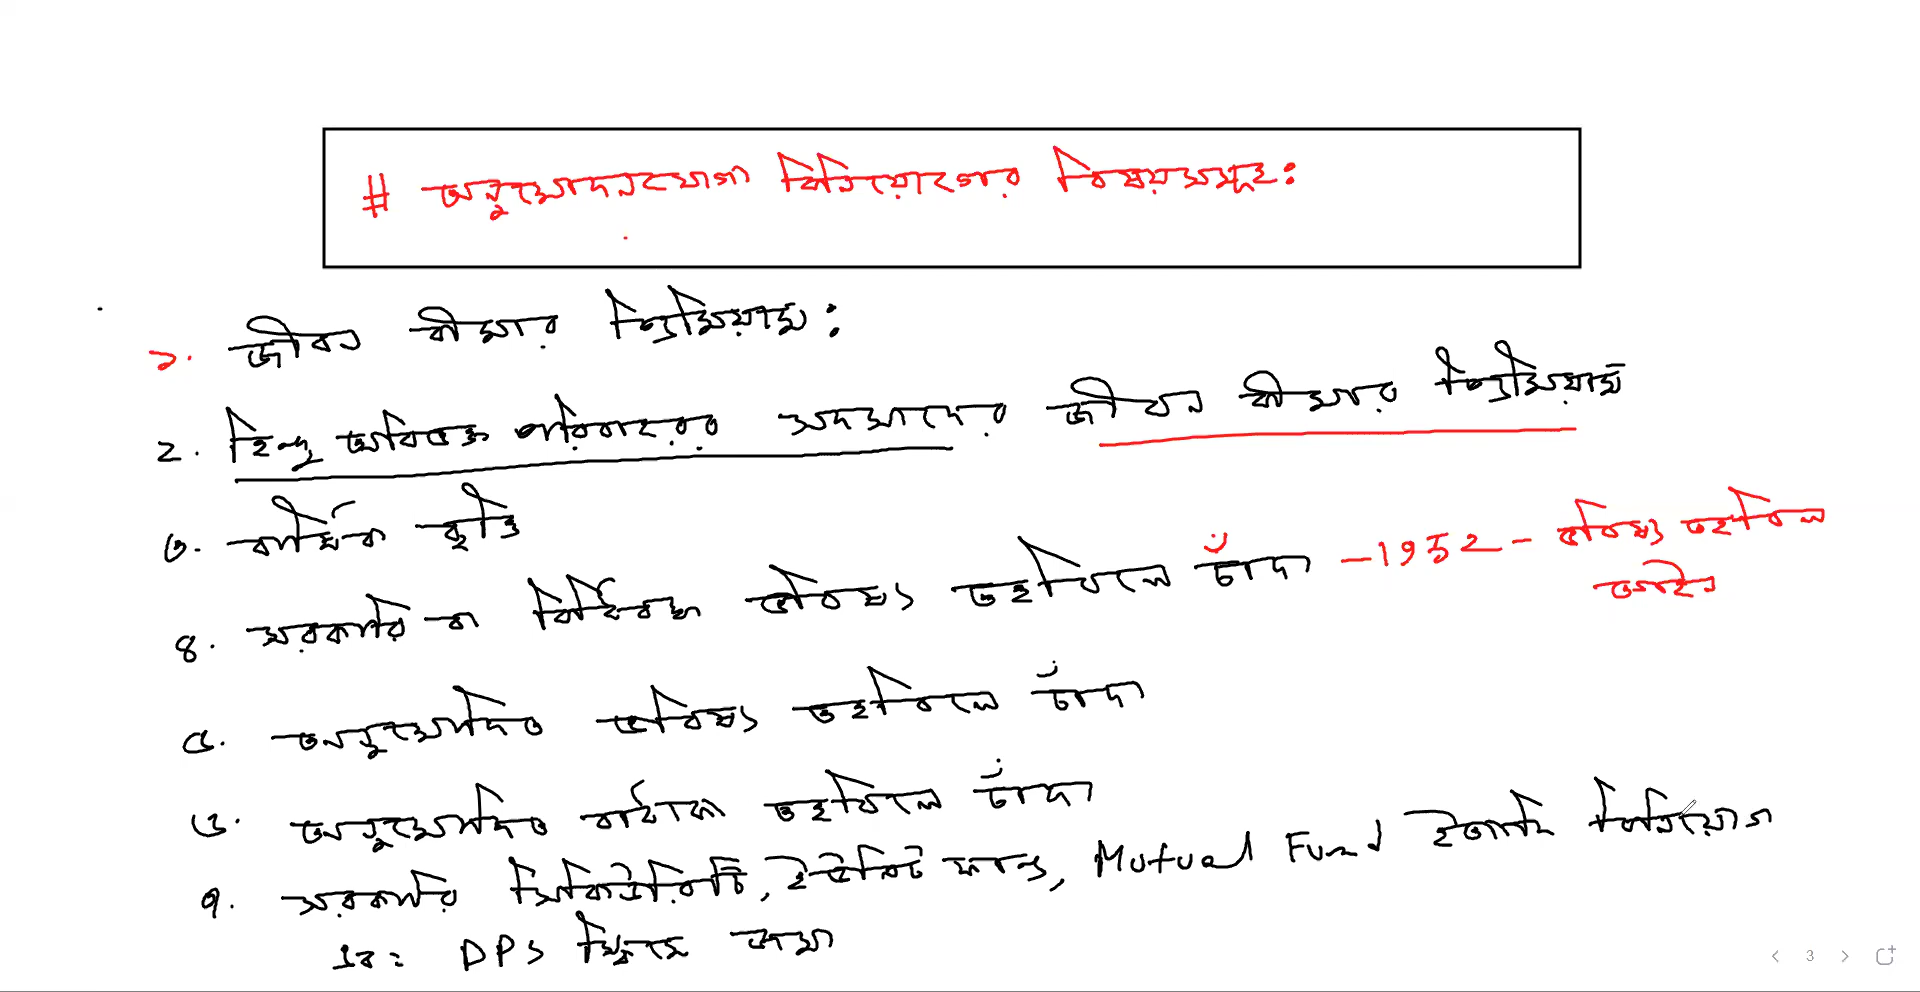 # অনুমোদনযোগ্য বিনিয়োগের বিষয়সমূহ:
১. জীবন বীমার প্রিমিয়াম:
২. হিন্দু অবিভক্ত পরিবারের সদস্যদের জীবন বীমার প্রিমিয়াম
৩. বার্ষিক বৃত্তি
৪. সরকারি বা বিধিবদ্ধ ভবিষ্য তহবিলে চাঁদা - 1952 - ভবিষ্য তহবিল আইন
৫. অনুমোদিত ভবিষ্য তহবিলে চাঁদা
৬. অনুমোদিত বার্ধক্য তহবিলে চাঁদা
৭. সরকারি সিকিউরিটি, ইউনিট ফান্ড, Mutual Fund ইত্যাদি বিনিয়োগ
DPS স্কিমে জমা
3